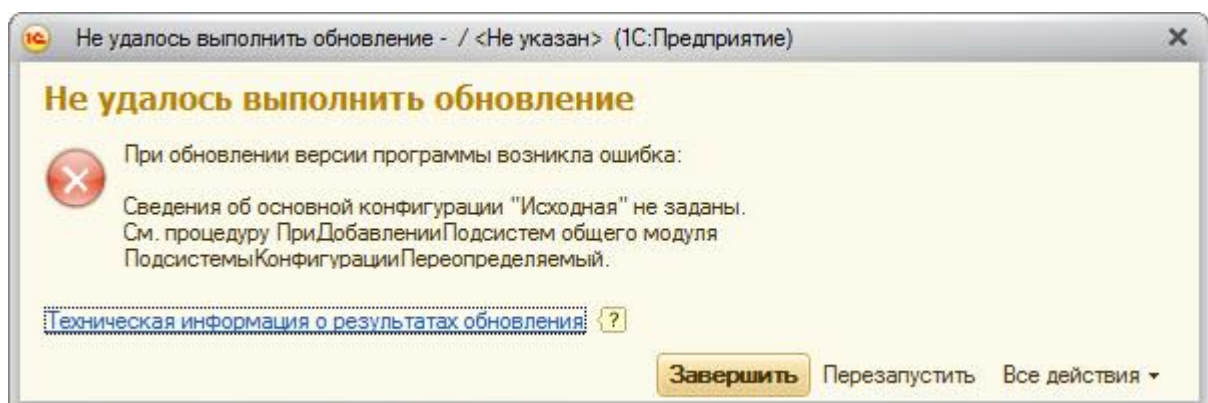 1С Не удалось выполнить обновление - / <Не указан> (1С:Предприятие)
Не удалось выполнить обновление
При обновлении версии программы возникла ошибка:
Сведения об основной конфигурации "Исходная" не заданы.
См. процедуру ПриДобавленииПодсистем общего модуля
ПодсистемыКонфигурацииПереопределяемый.
Техническая информация о результатах обновления ?
Завершить Перезапустить Все действия